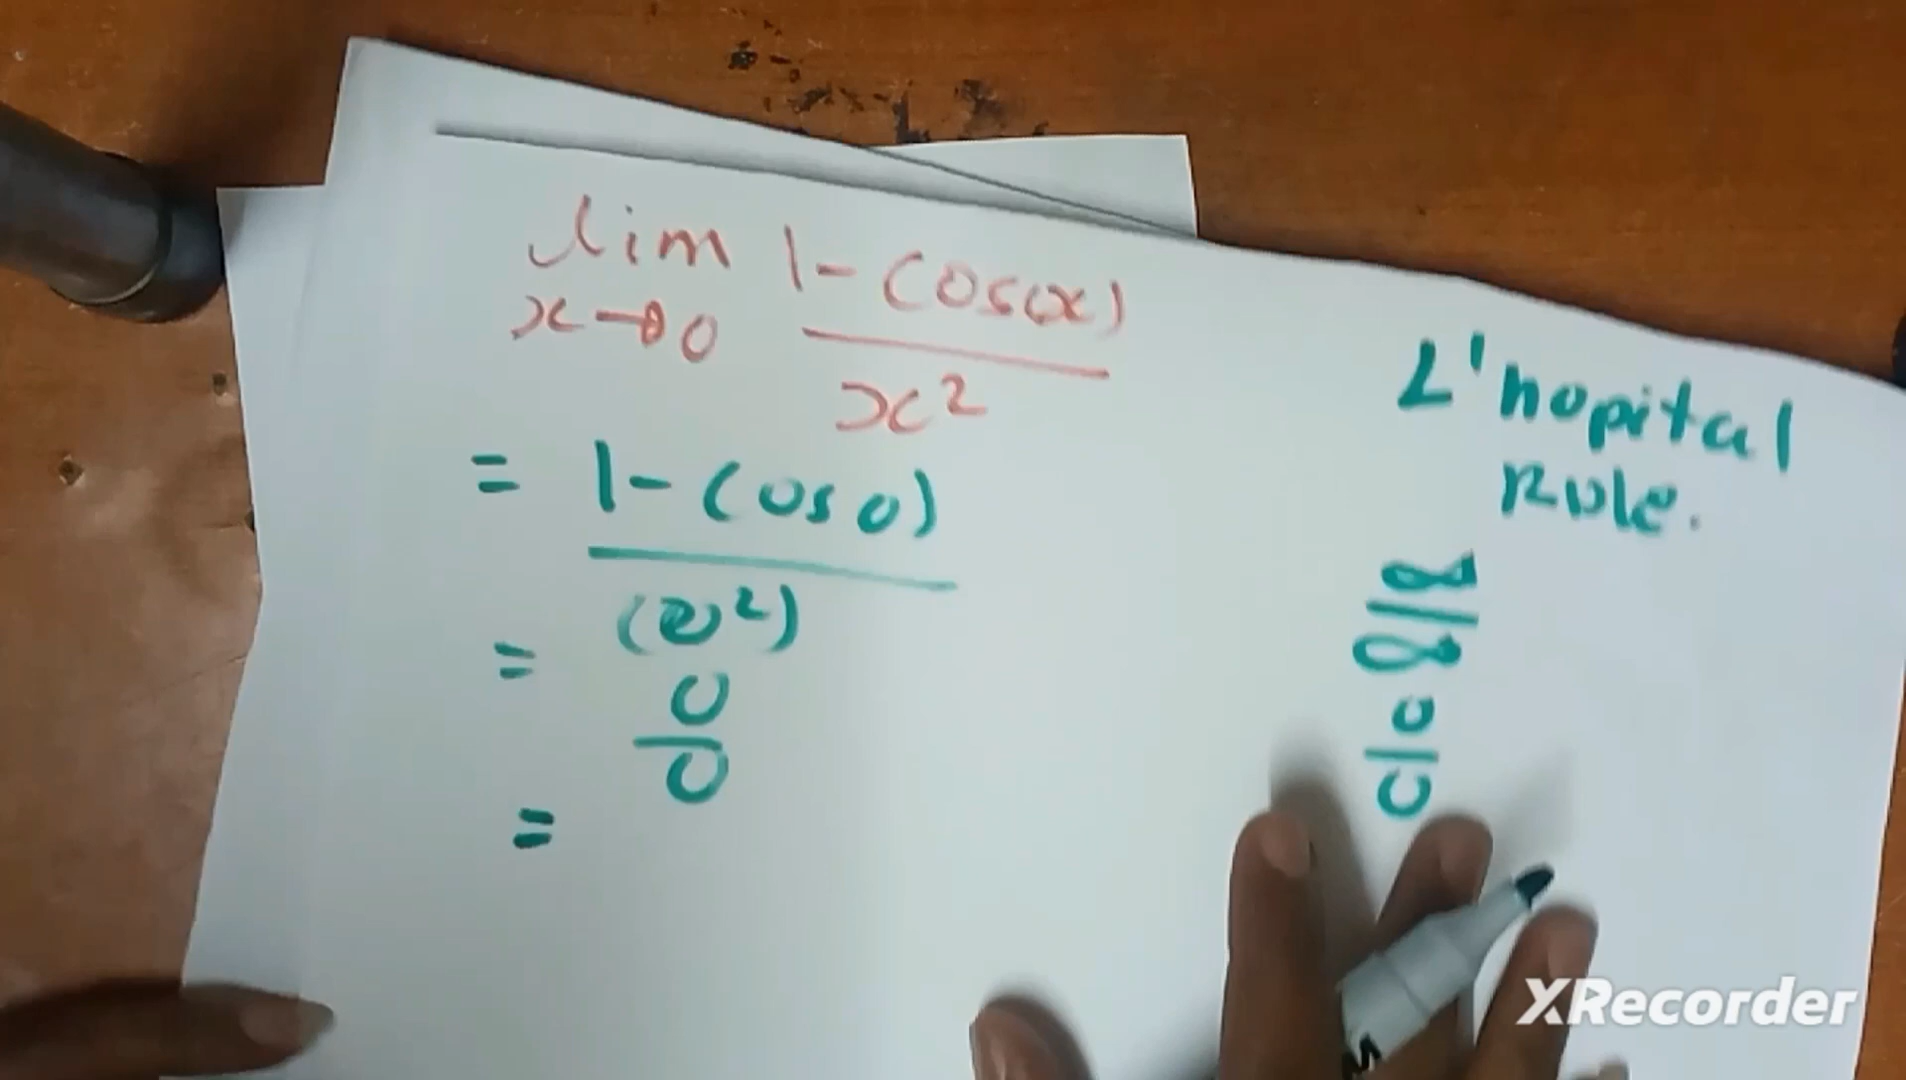 lim 1-cos(x)
x→0 x²
= 1-(cos 0)
(0²)
= 0
0
=
L'hopital
Rule.
∞/∞
0/0
XRecorder